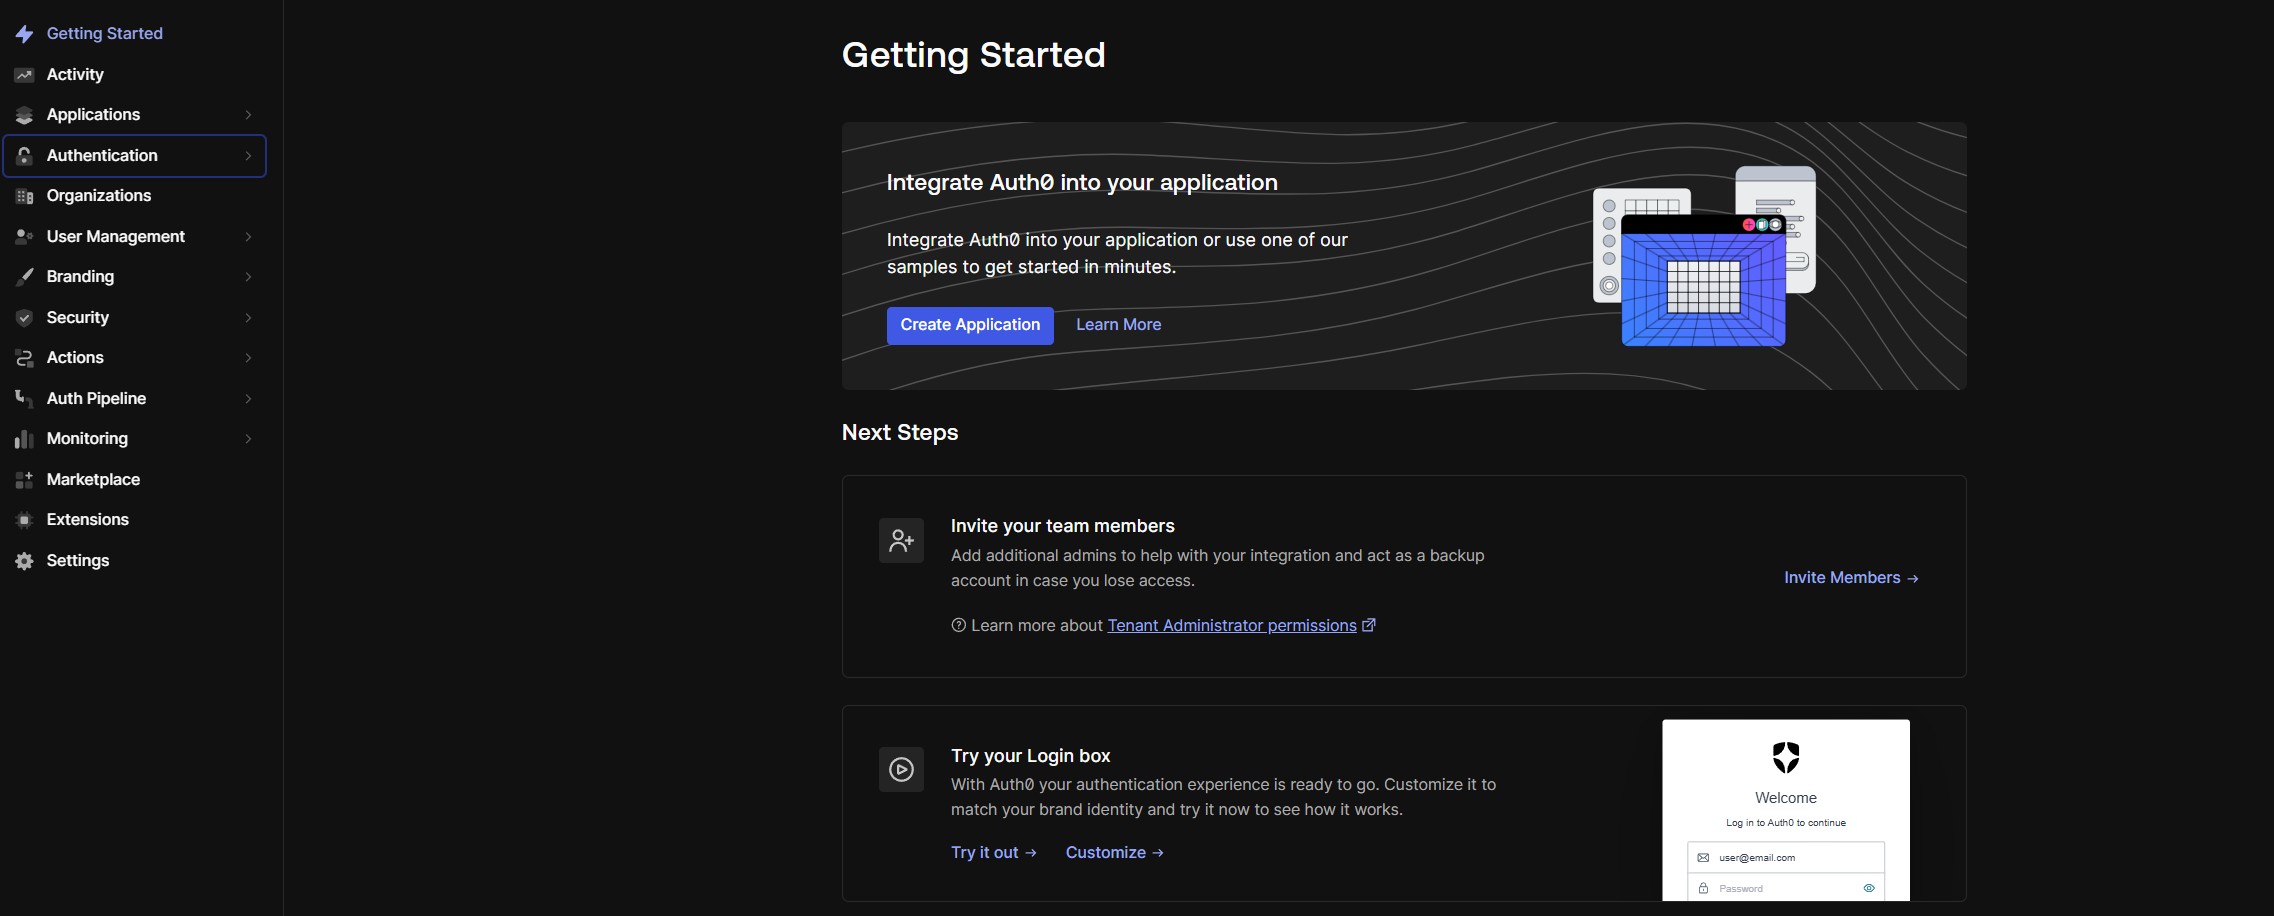 Getting Started
Activity
Applications
Authentication
Organizations
User Management
Branding
Security
Actions
Auth Pipeline
Monitoring
Marketplace
Extensions
Settings
Getting Started
Integrate Auth0 into your application
Integrate Auth0 into your application or use one of our
samples to get started in minutes.
Create Application
Learn More
Next Steps
Invite your team members
Add additional admins to help with your integration and act as a backup
account in case you lose access.
Learn more about Tenant Administrator permissions
Invite Members →
Try your Login box
With Auth0 your authentication experience is ready to go. Customize it to
match your brand identity and try it now to see how it works.
Try it out → Customize →
Welcome
Log in to Auth0 to continue
user@email.com
Password